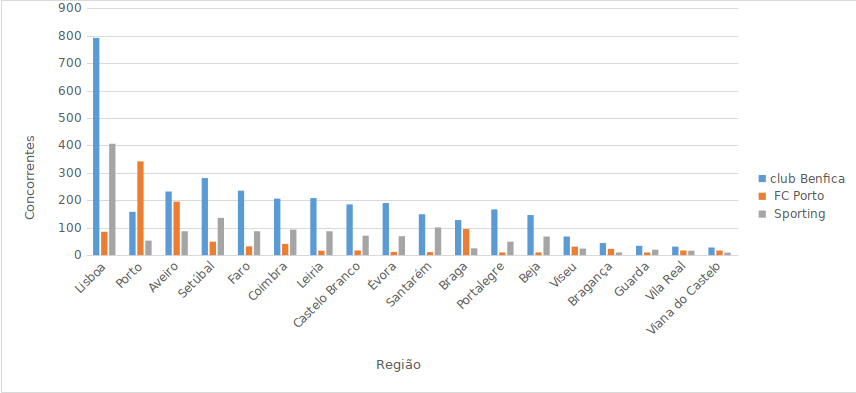 900
800
700
600
500
400
300
200
100
0
Concorrentes
Lisboa
Porto
Aveiro
Setúbal
Faro
Coimbra
Leiria
Castelo Branco
Évora
Santarém
Braga
Portalegre
Beja
Viseu
Bragança
Guarda
Vila Real
Viana do Castelo
Região
club Benfica
FC Porto
Sporting